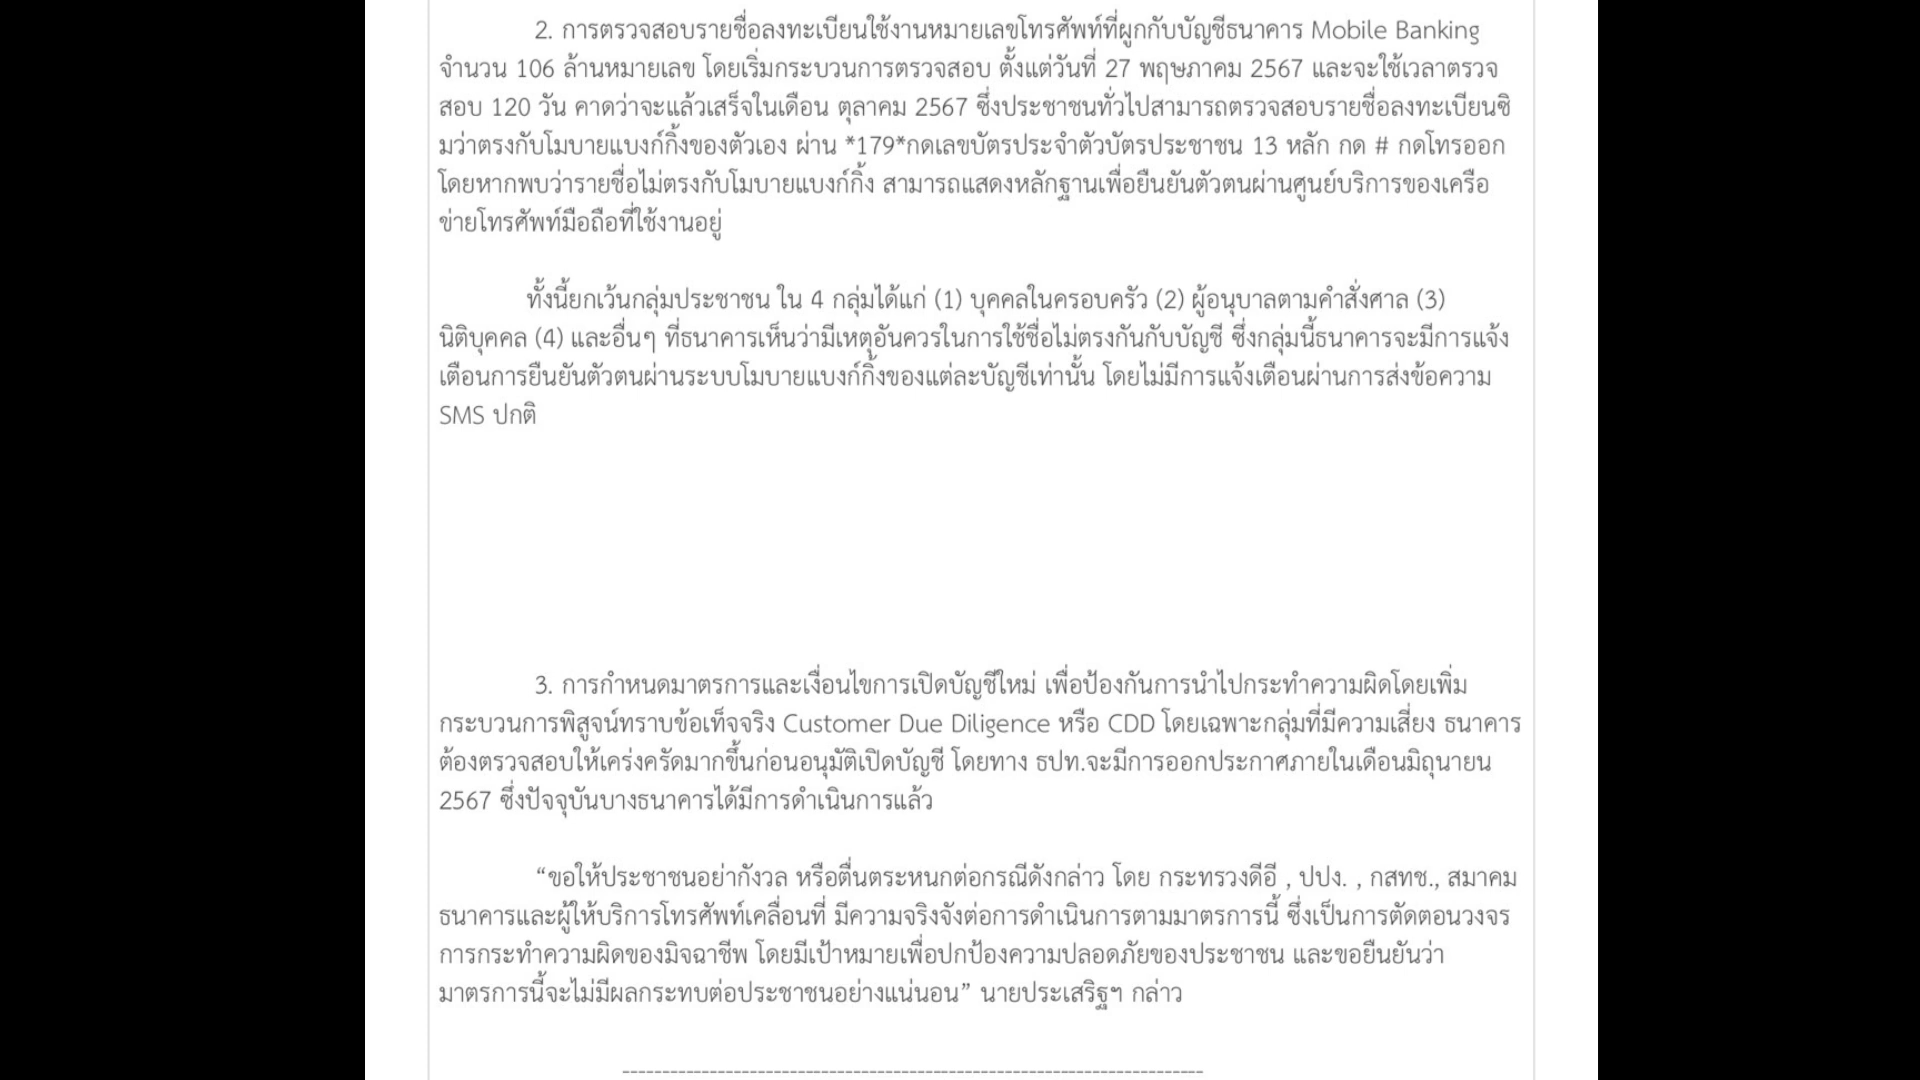 2. การตรวจสอบรายชื่อลงทะเบียนใช้งานหมายเลขโทรศัพท์ที่ผูกกับบัญชีธนาคาร Mobile Banking
จำนวน 106 ล้านหมายเลข โดยเริ่มกระบวนการตรวจสอบ ตั้งแต่วันที่ 27 พฤษภาคม 2567 และจะใช้เวลาตรวจ
สอบ 120 วัน คาดว่าจะแล้วเสร็จในเดือน ตุลาคม 2567 ซึ่งประชาชนทั่วไปสามารถตรวจสอบรายชื่อลงทะเบียนซิ
มว่าตรงกับโมบายแบงก์กิ้งของตัวเอง ผ่าน *179*กดเลขบัตรประจำตัวบัตรประชาชน 13 หลัก กด # กดโทรออก
โดยหากพบว่ารายชื่อไม่ตรงกับโมบายแบงก์กิ้ง สามารถแสดงหลักฐานเพื่อยืนยันตัวตนผ่านศูนย์บริการของเครือ
ข่ายโทรศัพท์มือถือที่ใช้งานอยู่
ทั้งนี้ยกเว้นกลุ่มประชาชน ใน 4 กลุ่มได้แก่ (1) บุคคลในครอบครัว (2) ผู้อนุบาลตามคำสั่งศาล (3)
นิติบุคคล (4) และอื่นๆ ที่ธนาคารเห็นว่ามีเหตุอันควรในการใช้ชื่อไม่ตรงกันกับบัญชี ซึ่งกลุ่มนี้ธนาคารจะมีการแจ้ง
เตือนการยืนยันตัวตนผ่านระบบโมบายแบงก์กิ้งของแต่ละบัญชีเท่านั้น โดยไม่มีการแจ้งเตือนผ่านการส่งข้อความ
SMS ปกติ
3. การกำหนดมาตรการและเงื่อนไขการเปิดบัญชีใหม่ เพื่อป้องกันการนำไปกระทำความผิดโดยเพิ่ม
กระบวนการพิสูจน์ทราบข้อเท็จจริง Customer Due Diligence หรือ CDD โดยเฉพาะกลุ่มที่มีความเสี่ยง ธนาคาร
ต้องตรวจสอบให้เคร่งครัดมากขึ้นก่อนอนุมัติเปิดบัญชี โดยทาง ธปท.จะมีการออกประกาศภายในเดือนมิถุนายน
2567 ซึ่งปัจจุบันบางธนาคารได้มีการดำเนินการแล้ว
“ขอให้ประชาชนอย่ากังวล หรือตื่นตระหนกต่อกรณีดังกล่าว โดย กระทรวงดีอี , ปปง. , กสทช., สมาคม
ธนาคารและผู้ให้บริการโทรศัพท์เคลื่อนที่ มีความจริงจังต่อการดำเนินการตามมาตรการนี้ ซึ่งเป็นการตัดตอนวงจร
การกระทำความผิดของมิจฉาชีพ โดยมีเป้าหมายเพื่อปกป้องความปลอดภัยของประชาชน และขอยืนยันว่า
มาตรการนี้จะไม่มีผลกระทบต่อประชาชนอย่างแน่นอน” นายประเสริฐฯ กล่าว